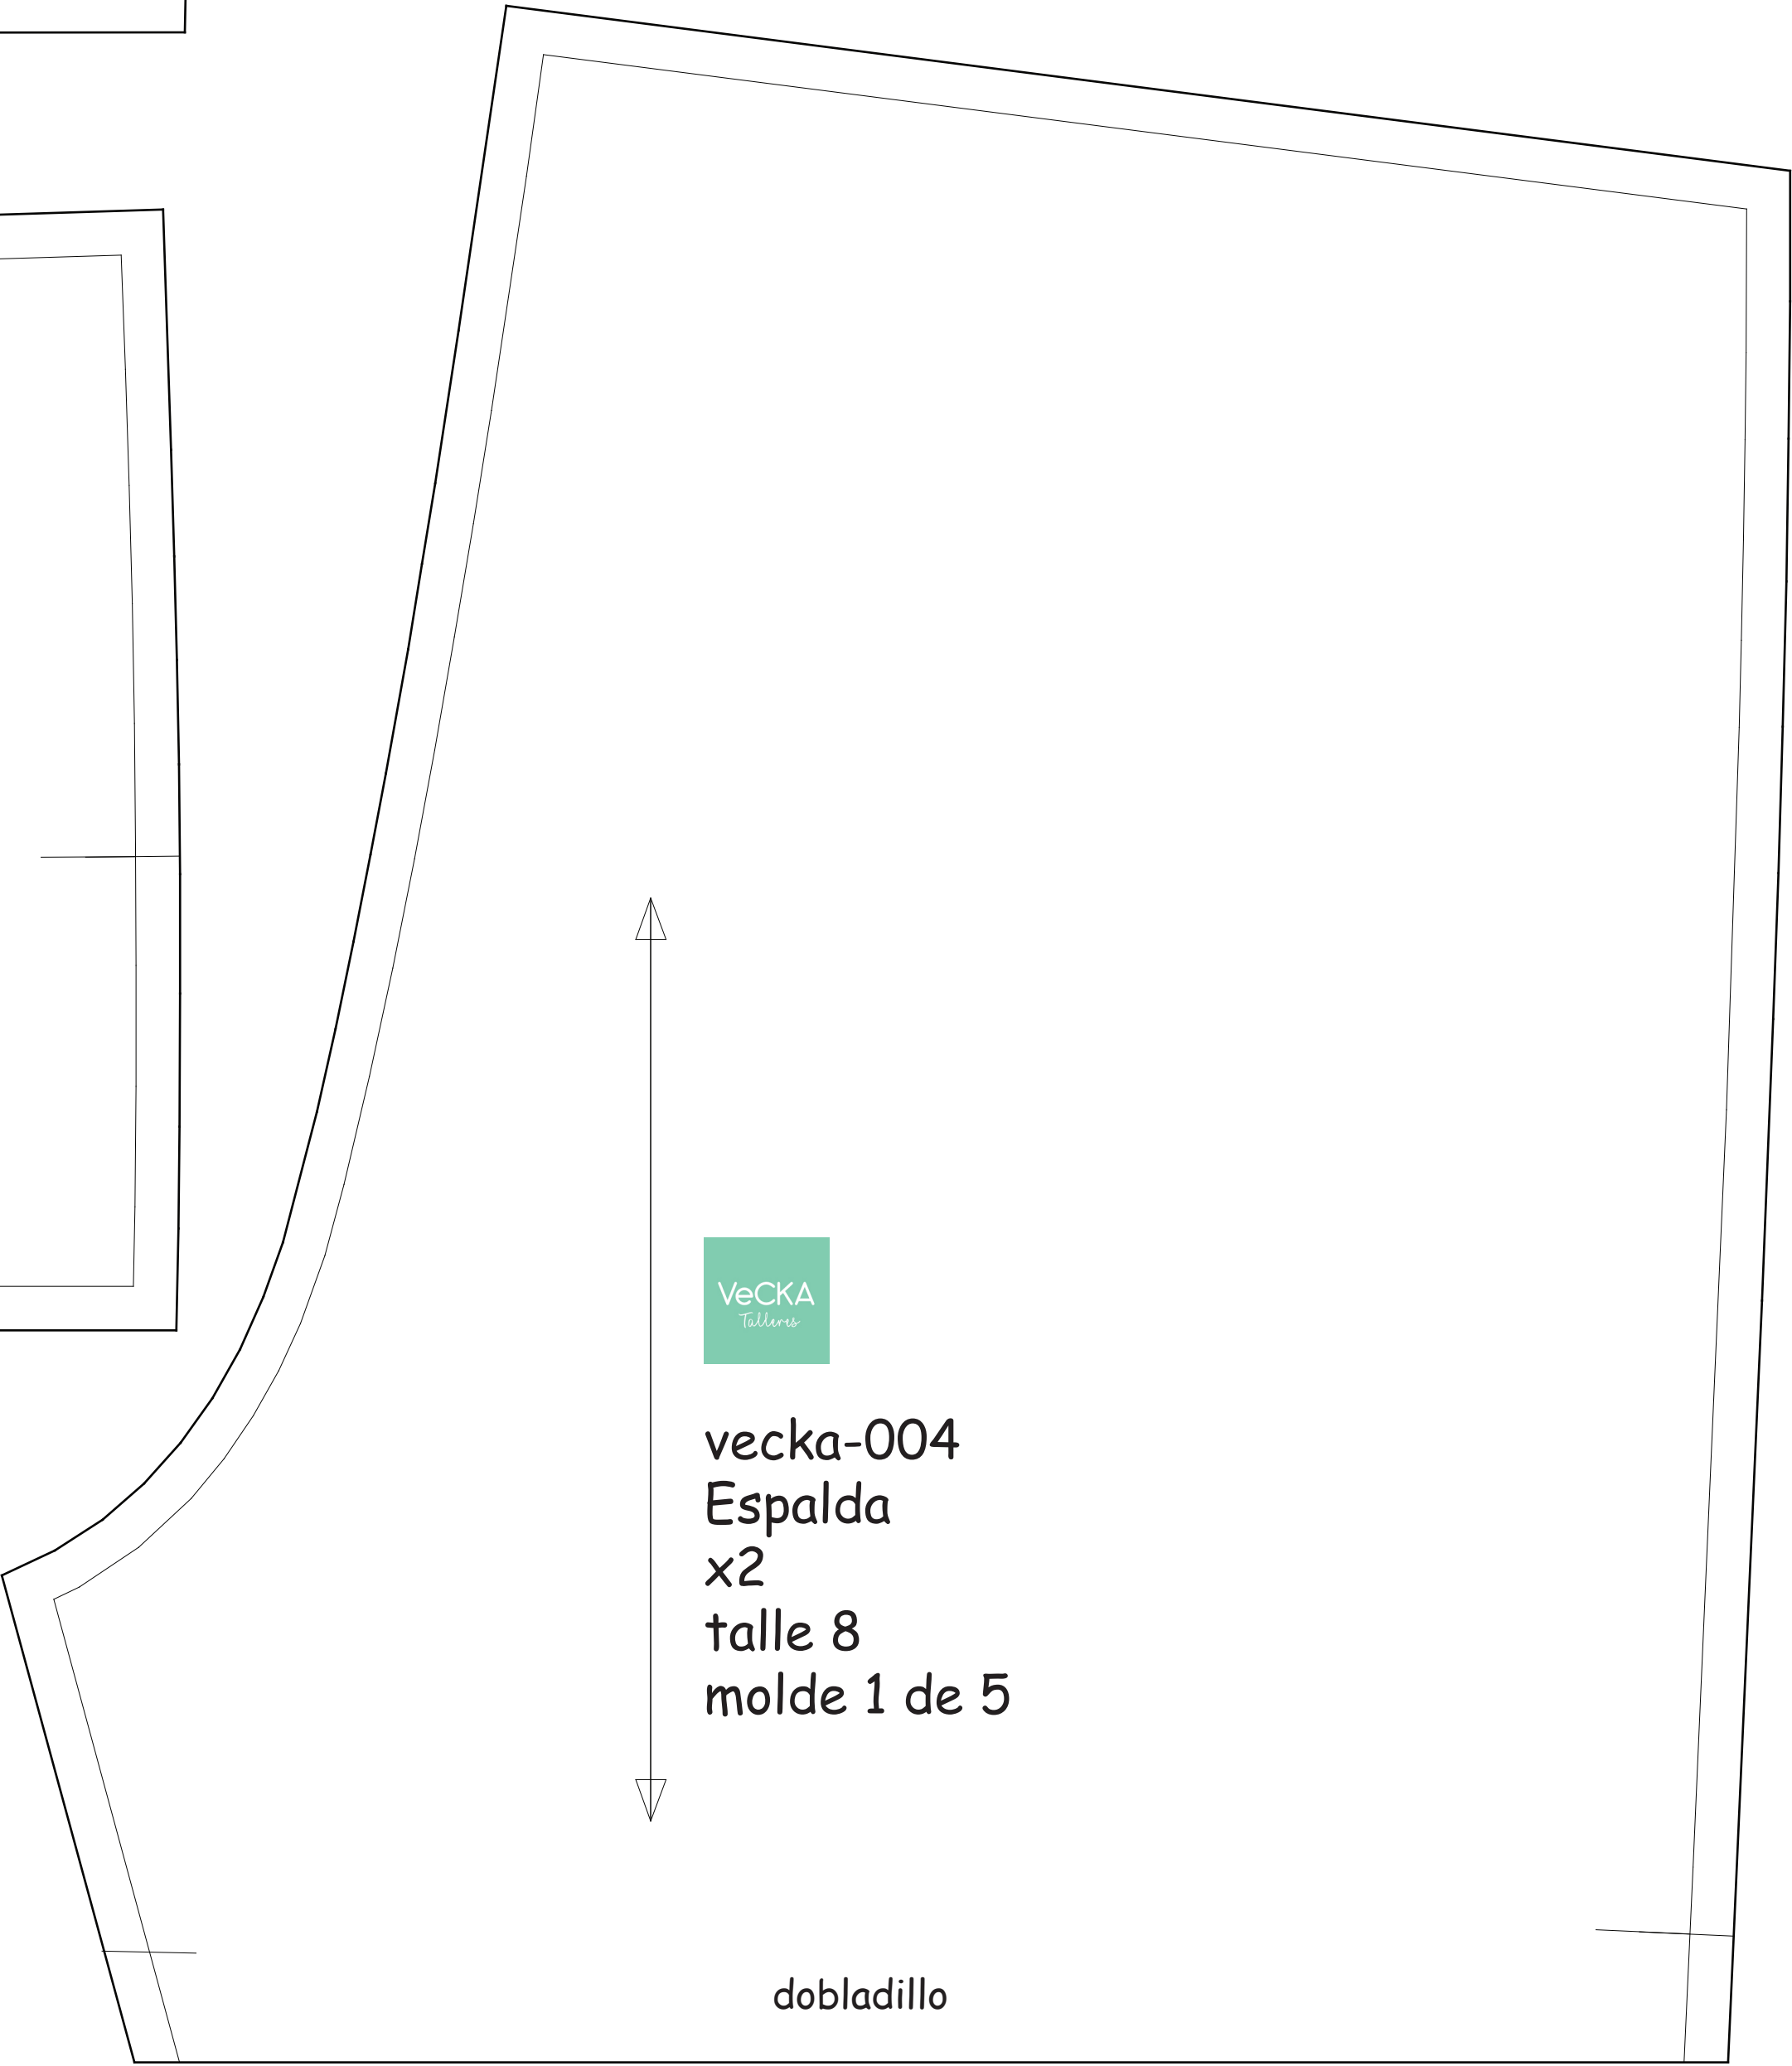 VeCKA
Talleres
vecka-004
Espalda
x2
talle 8
molde 1 de 5
dobladillo